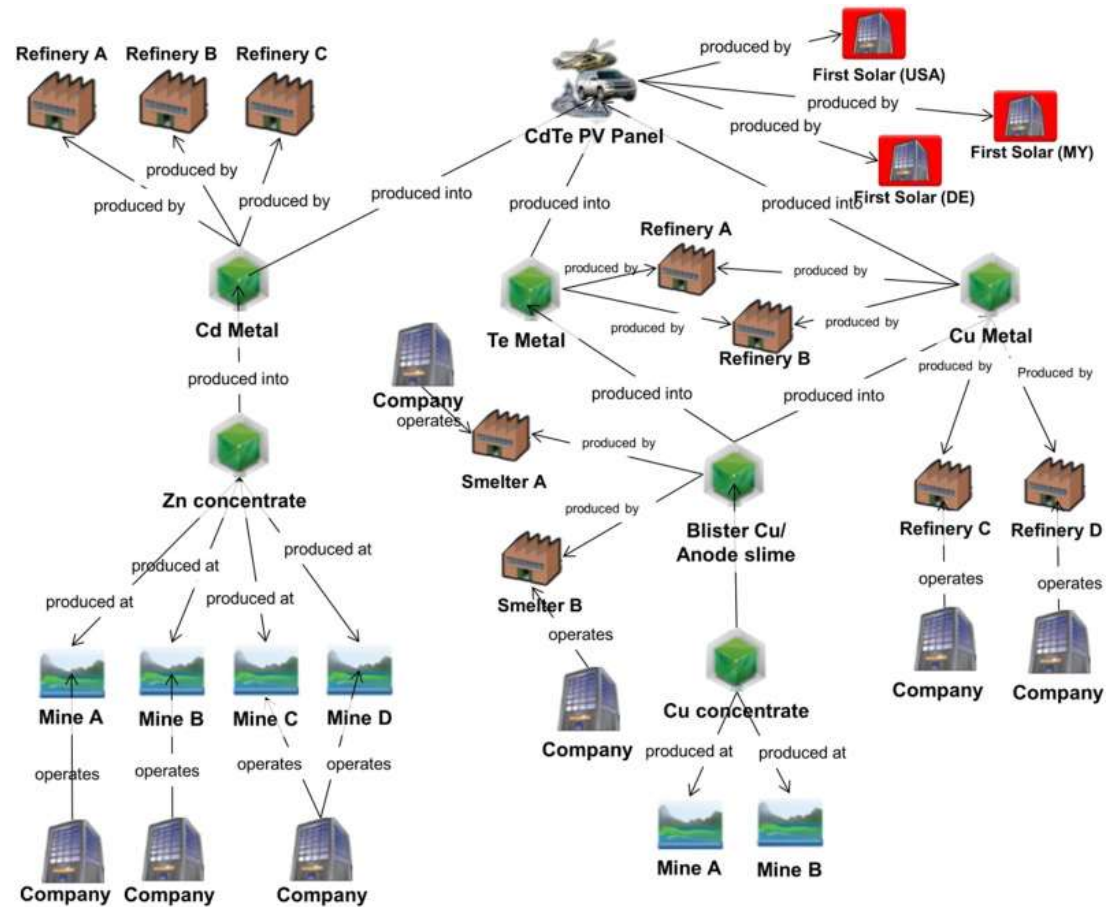 Refinery A
Refinery B
Refinery C
produced by
First Solar (USA)
CdTe PV Panel
produced by
First Solar (MY)
produced by
First Solar (DE)
produced by
produced by
produced by
produced into
produced into
produced into
Refinery A
produced by
produced by
produced by
produced by
Refinery B
Cd Metal
Te Metal
Cu Metal
produced into
Company
operates
Smelter A
produced by
produced into
produced into
produced by
Produced by
Zn concentrate
produced by
Blister Cu/
Anode slime
Refinery C
Refinery D
produced at
produced at
produced at
produced at
Smelter B
operates
operates
operates
Mine A
Mine B
Mine C
Mine D
Company
Cu concentrate
Company
Company
operates
operates
operates
operates
produced at
produced at
Company
Company
Company
Mine A
Mine B